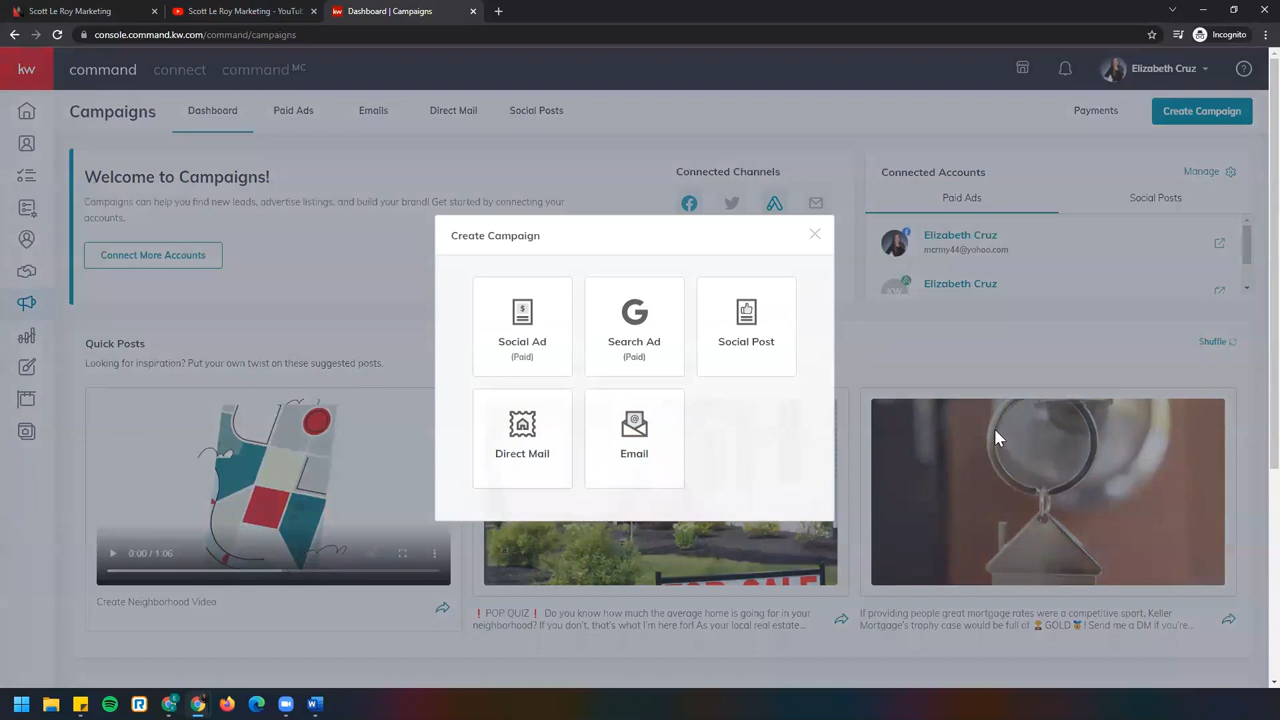 Scott Le Roy Marketing
Scott Le Roy Marketing - YouTube
kw Dashboard | Campaigns
console.command.kw.com/command/campaigns
Incognito
kw command connect command MC
Elizabeth Cruz
Campaigns Dashboard Paid Ads Emails Direct Mail Social Posts Payments Create Campaign
Welcome to Campaigns!
Campaigns can help you find new leads, advertise listings, and build your brand! Get started by connecting your
accounts.
Connect More Accounts
Connected Channels
Connected Accounts Manage
Paid Ads Social Posts
Elizabeth Cruz
mcrmy44@yahoo.com
Elizabeth Cruz
Create Campaign
Social Ad
(Paid)
Search Ad
(Paid)
Social Post
Direct Mail
Email
Quick Posts
Looking for inspiration? Put your own twist on these suggested posts.
Shuffle
0:00 / 1:06
Create Neighborhood Video
SALE
❗ POP QUIZ ❗ Do you know how much the average home is going for in your
neighborhood? If you don't, that's what I'm here for! As your local real estate...
If providing people great mortgage rates were a competitive sport, Keller
Mortgage's trophy case would be full of 🏆GOLD🥇! Send me a DM if you're...